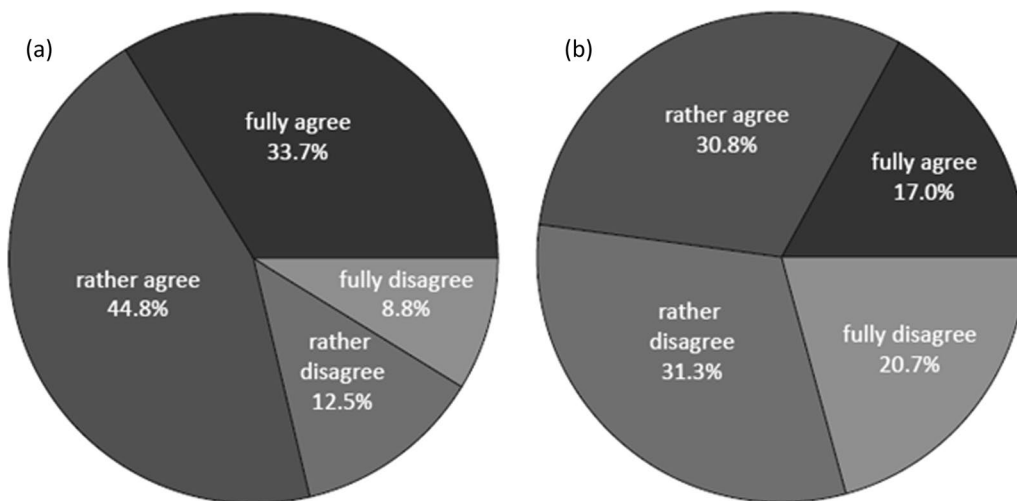 (a)
fully agree
33.7%
rather agree
44.8%
fully disagree
8.8%
rather
disagree
12.5%
(b)
rather agree
30.8%
fully agree
17.0%
rather
disagree
31.3%
fully disagree
20.7%